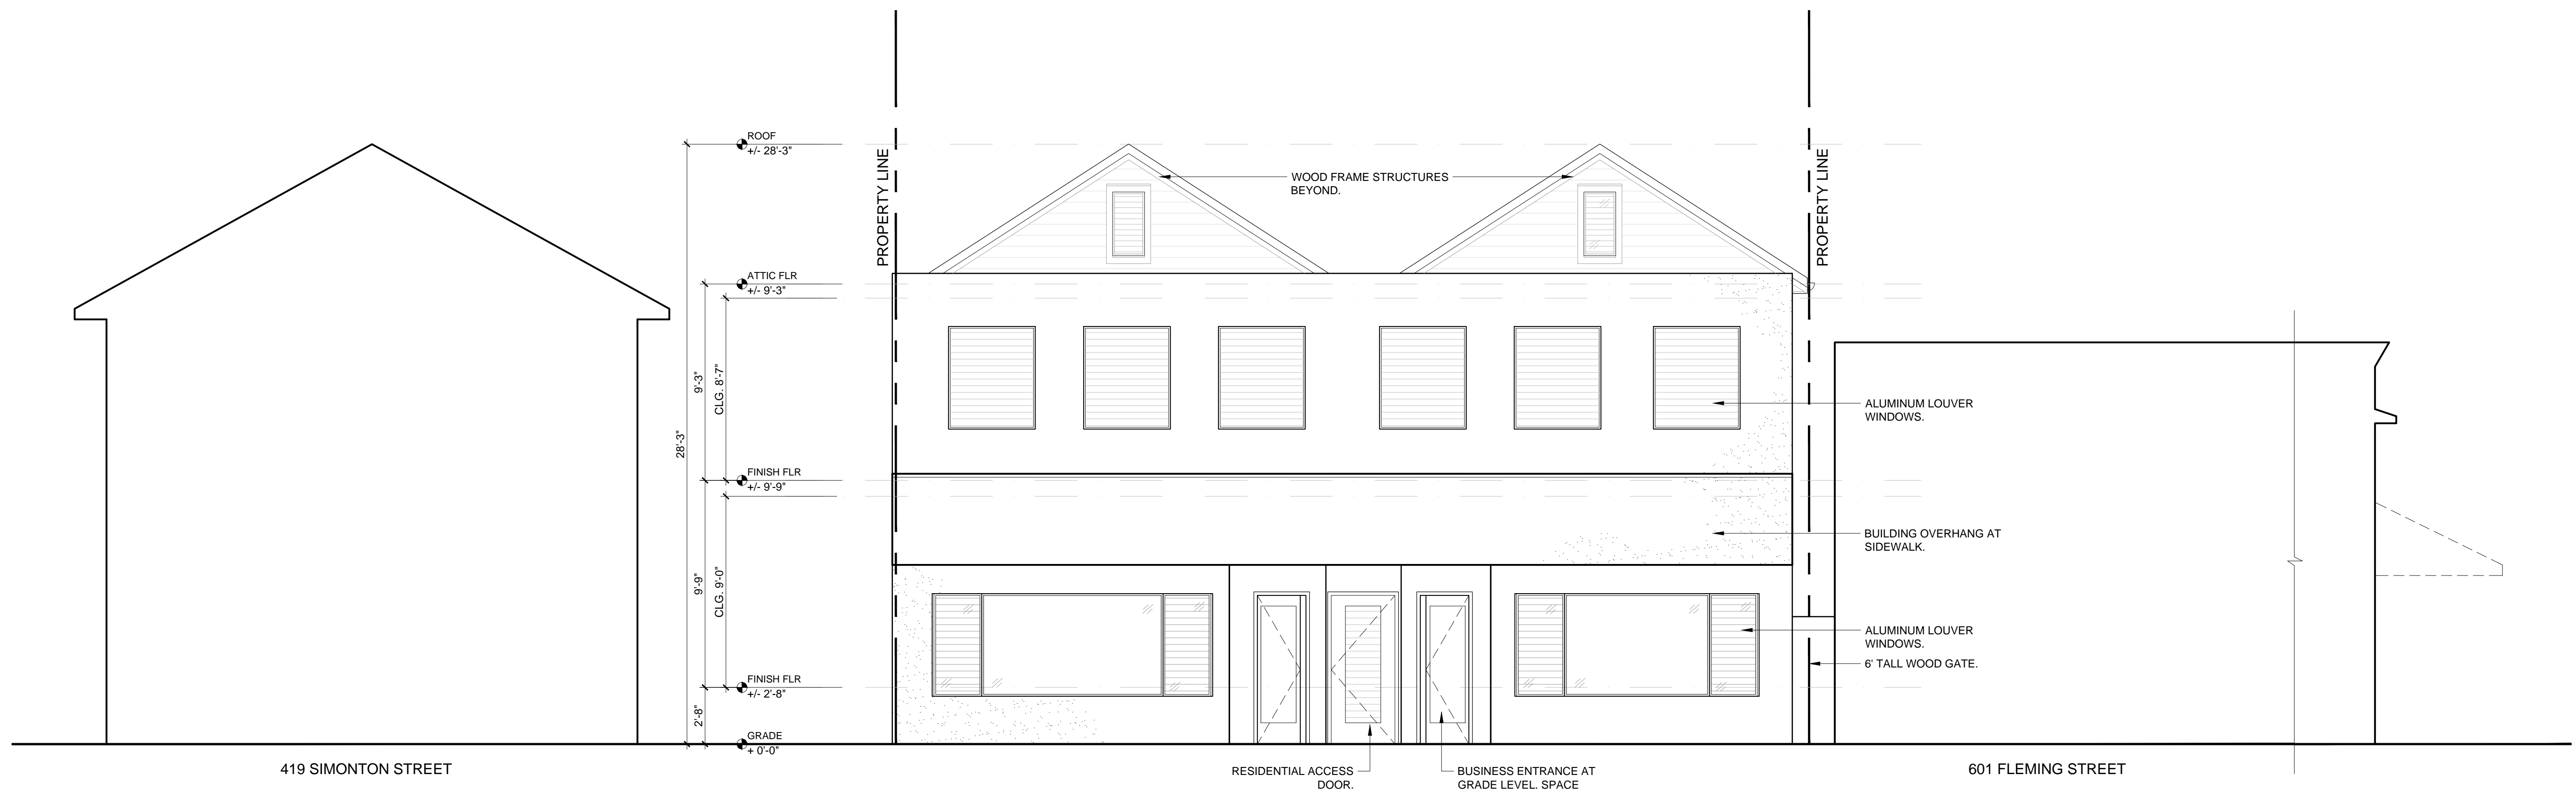 ROOF
+/- 28'-3"
PROPERTY LINE
WOOD FRAME STRUCTURES
BEYOND.
PROPERTY LINE
ATTIC FLR
+/- 9'-3"
9'-3"
CLG. 8'-7"
28'-3"
ALUMINUM LOUVER
WINDOWS.
FINISH FLR
+/- 9'-9"
BUILDING OVERHANG AT
SIDEWALK.
9'-9"
CLG. 9'-0"
ALUMINUM LOUVER
WINDOWS.
6' TALL WOOD GATE.
FINISH FLR
+/- 2'-8"
2'-8"
GRADE
+ 0'-0"
419 SIMONTON STREET
RESIDENTIAL ACCESS
DOOR.
BUSINESS ENTRANCE AT
GRADE LEVEL. SPACE
601 FLEMING STREET